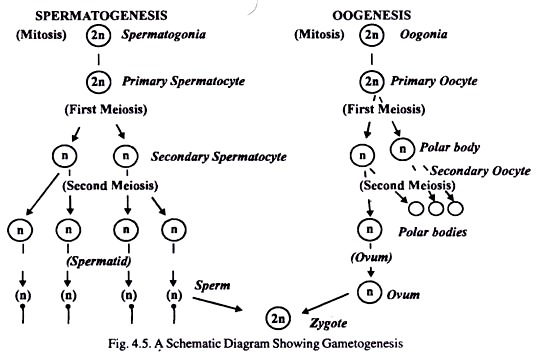 SPERMATOGENESIS
(Mitosis) 2n Spermatogonia
2n Primary Spermatocyte
(First Meiosis)
n n Secondary Spermatocyte
(Second Meiosis)
n n n n
(Spermatid)
Sperm
(n) (n) (n) (n)
OOGENESIS
(Mitosis) 2n Oogonia
2n Primary Oocyte
(First Meiosis)
n n Polar body
Secondary Oocyte
(Second Meiosis)
n Polar bodies
(Ovum)
n Ovum
2n Zygote
Fig. 4.5. A Schematic Diagram Showing Gametogenesis